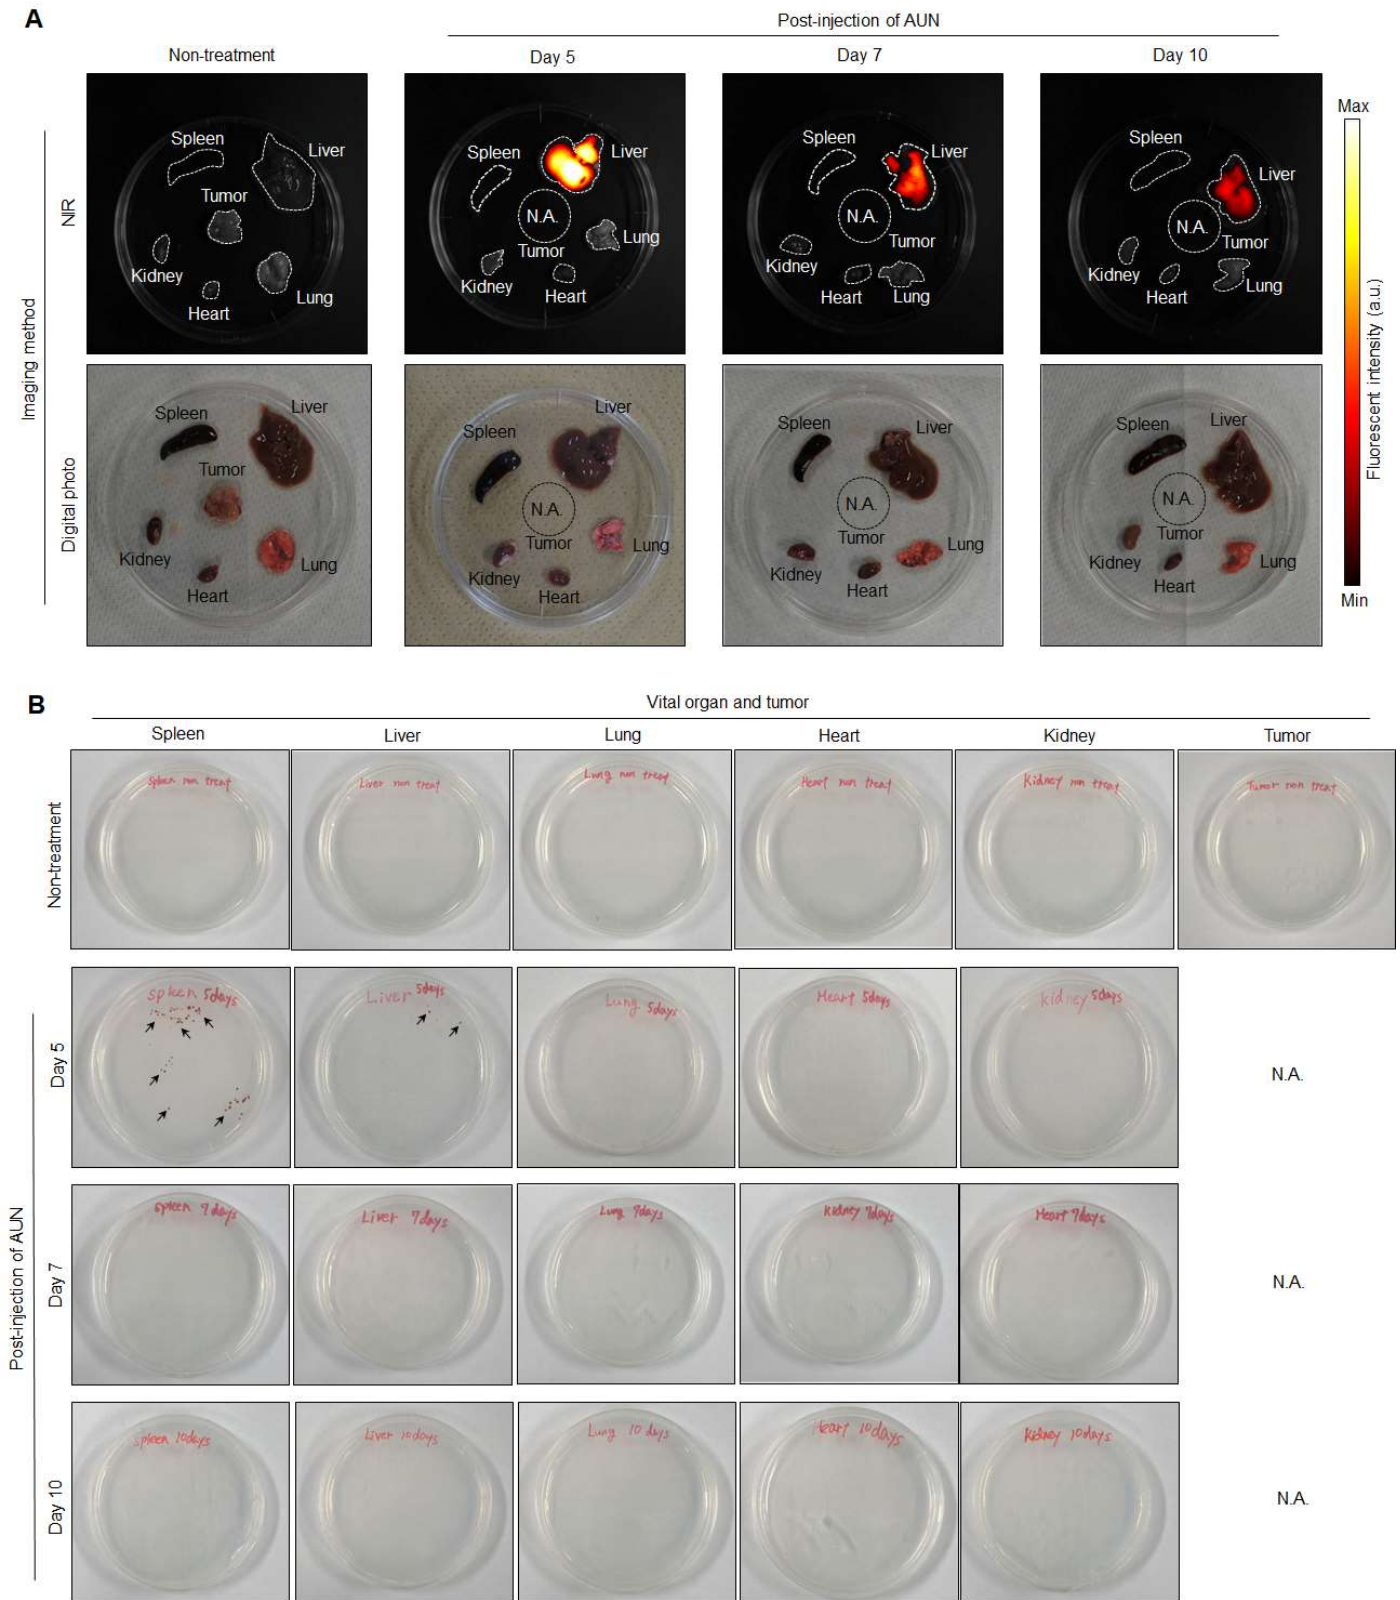 A
Post-injection of AUN
Non-treatment
Day 5
Day 7
Day 10
Imaging method
NIR
Spleen
Liver
Tumor
Kidney
Heart
Lung
Spleen
Liver
N.A.
Tumor
Lung
Kidney
Heart
Spleen
Liver
N.A.
Tumor
Kidney
Heart
Lung
Spleen
Liver
N.A.
Tumor
Kidney
Heart
Lung
Max
Fluorescent intensity (a.u.)
Min
Digital photo
Spleen
Liver
Tumor
Kidney
Heart
Lung
Spleen
Liver
N.A.
Tumor
Lung
Kidney
Heart
Spleen
Liver
N.A.
Tumor
Kidney
Heart
Lung
Spleen
Liver
N.A.
Tumor
Kidney
Heart
Lung
B
Vital organ and tumor
Spleen
Liver
Lung
Heart
Kidney
Tumor
Non-treatment
Spleen non treat
Liver non treat
Lung non treat
Heart non treat
Kidney non treat
Tumor non treat
Post-injection of AUN
Day 5
Spleen 5days
Liver 5days
Lung 5days
Heart 5days
Kidney 5days
N.A.
Day 7
Spleen 7days
Liver 7days
Lung 7days
Kidney 7days
Heart 7days
N.A.
Day 10
Spleen 10days
Liver 10days
Lung 10days
Heart 10days
Kidney 10days
N.A.